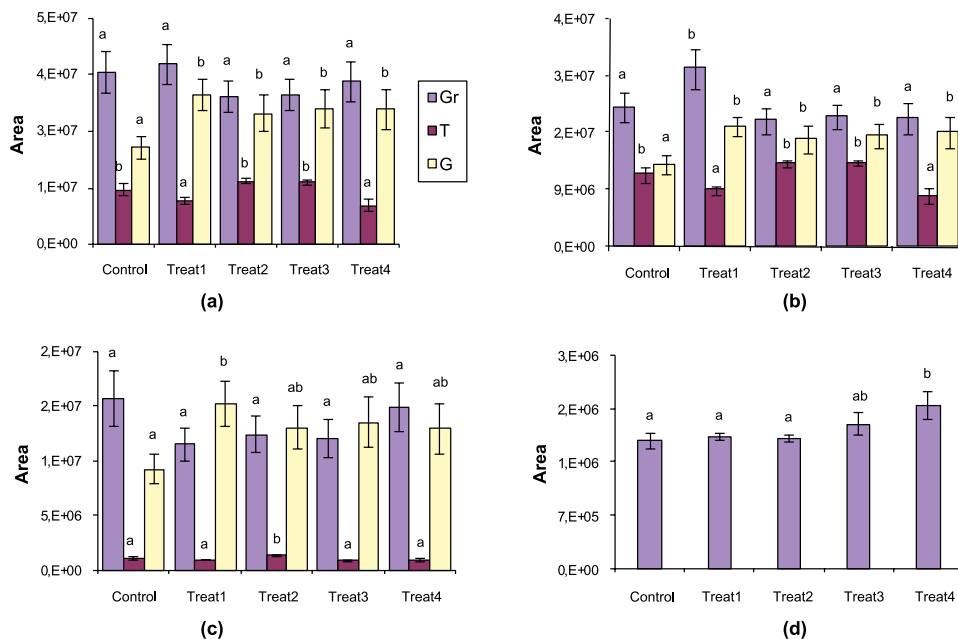 5,E+07
4,E+07
3,E+07
1,E+07
0,E+00
Area
a b a
a a b
a b b
a b b
a a b
Control Treat1 Treat2 Treat3 Treat4
(a)
Gr
T
G
4,E+07
3,E+07
2,E+07
9,E+06
0,E+00
Area
a b a
b a b
a b b
a b b
a a b
Control Treat1 Treat2 Treat3 Treat4
(b)
2,E+07
2,E+07
1,E+07
5,E+06
0,E+00
Area
a a a
a a b
a b ab
a a ab
a a ab
Control Treat1 Treat2 Treat3 Treat4
(c)
3,E+06
2,E+06
1,E+06
7,E+05
0,E+00
Area
a a a ab b
Control Treat1 Treat2 Treat3 Treat4
(d)